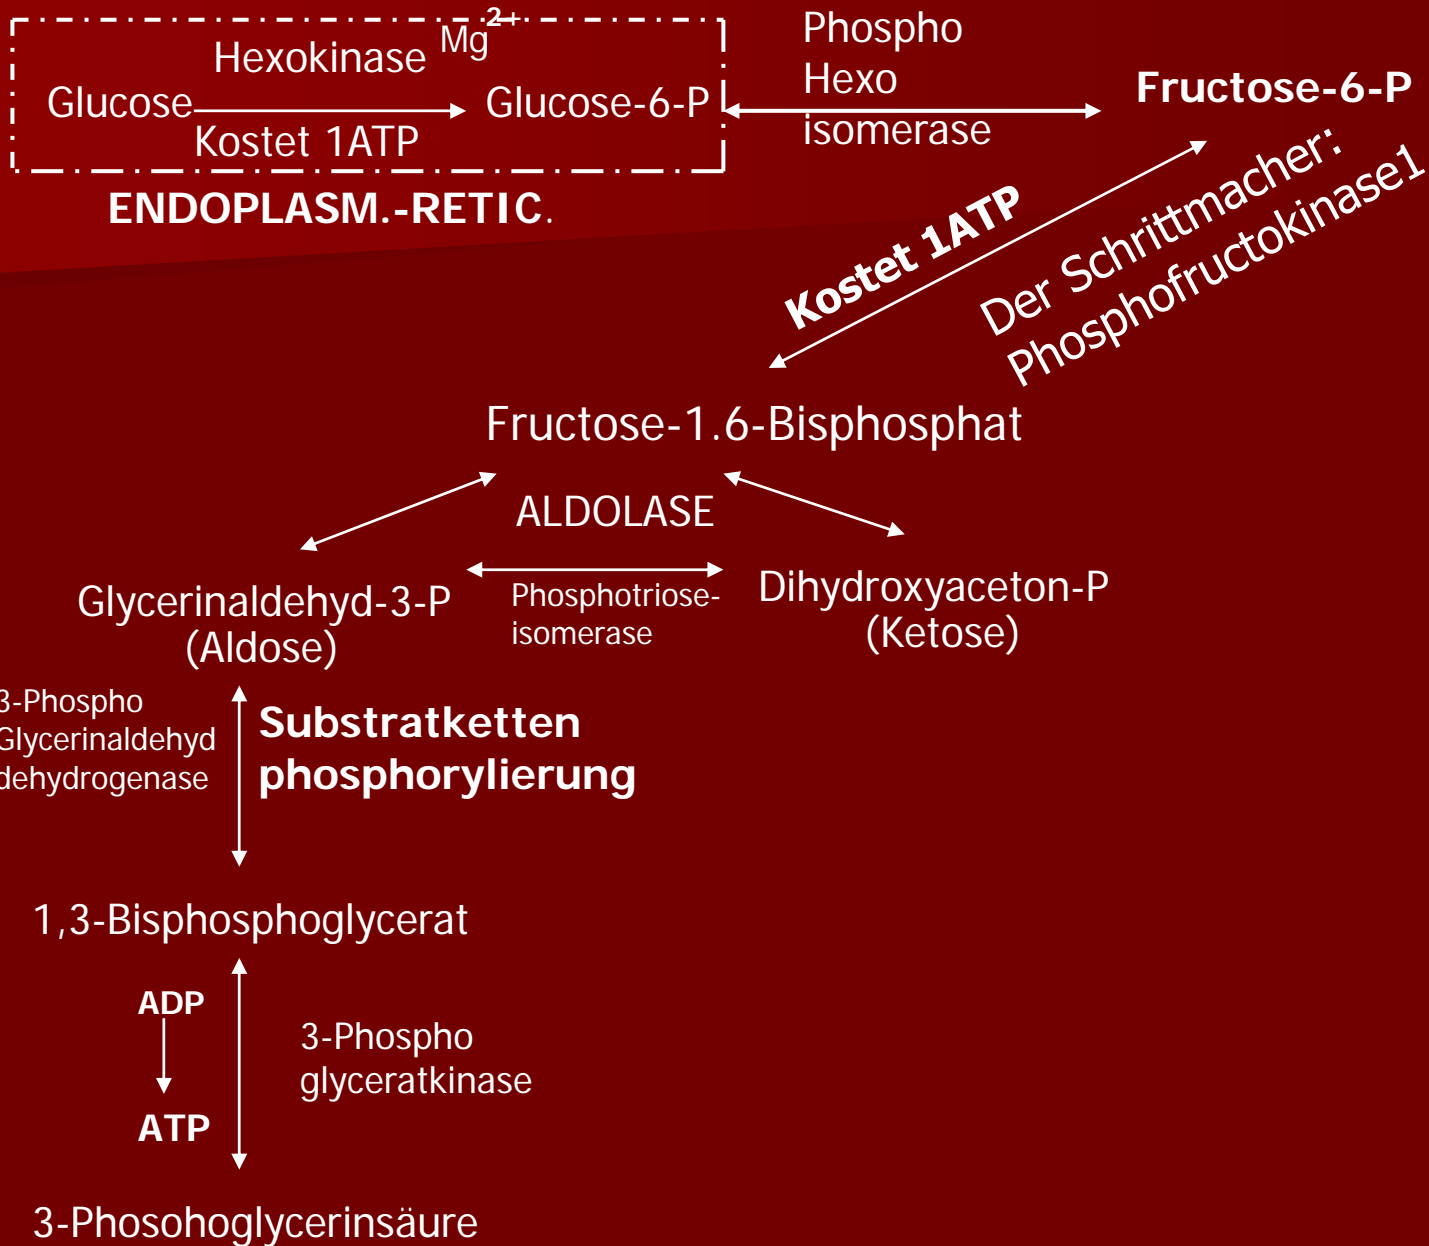 Hexokinase Mg2+
Glucose
Glucose-6-P
Kostet 1ATP
ENDOPLASM.-RETIC.
Phospho
Hexo
isomerase
Fructose-6-P
Kostet 1ATP
Der Schrittmacher:
Phosphofructokinase1
Fructose-1.6-Bisphosphat
ALDOLASE
Glycerinaldehyd-3-P
(Aldose)
Phosphotriose-
isomerase
Dihydroxyaceton-P
(Ketose)
3-Phospho
Glycerinaldehyd
dehydrogenase
Substratketten
phosphorylierung
1,3-Bisphosphoglycerat
ADP
ATP
3-Phospho
glyceratkinase
3-Phosohoglycerinsäure